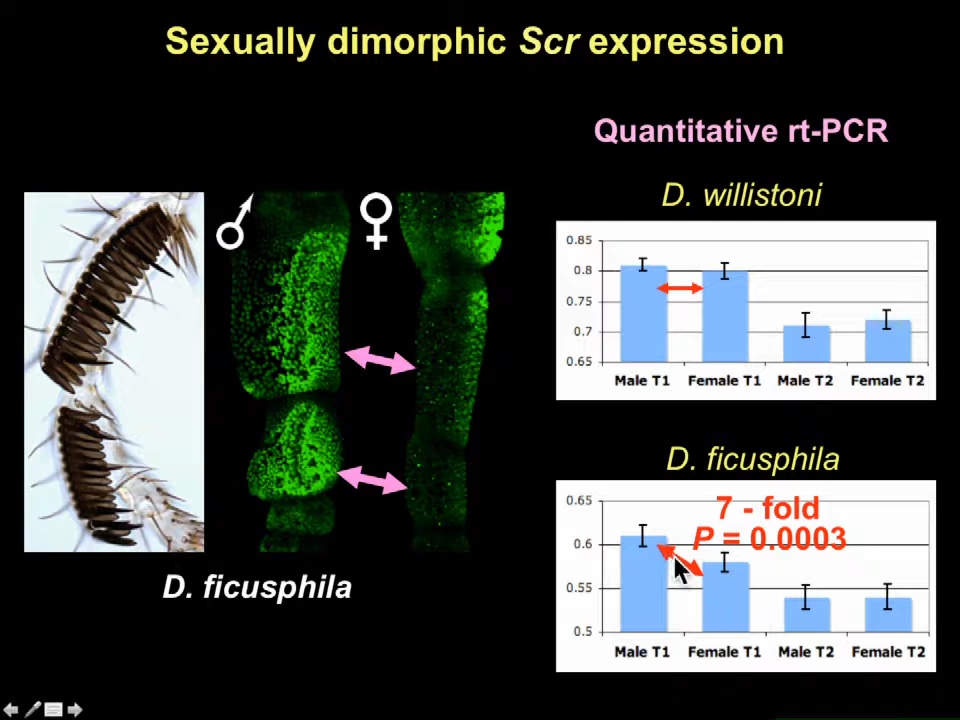 Sexually dimorphic Scr expression
Quantitative rt-PCR
D. willistoni
0.85
0.8
0.75
0.7
0.65
Male T1 Female T1 Male T2 Female T2
D. ficusphila
0.65
0.6
0.55
0.5
7 - fold
P = 0.0003
Male T1 Female T1 Male T2 Female T2
♂ ♀
D. ficusphila